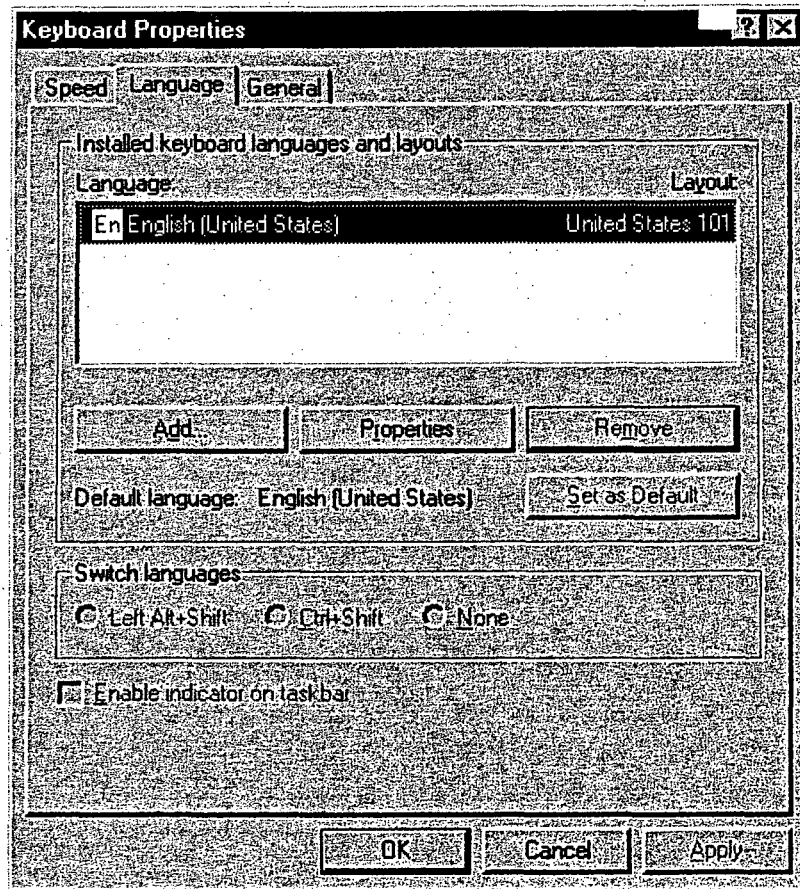 Keyboard Properties
Speed Language General
Installed keyboard languages and layouts
Language: Layout:
En English (United States) United States 101
Add... Properties Remove
Default language: English (United States) Set as Default
Switch languages
Left Alt+Shift Ctrl+Shift None
Enable indicator on taskbar
OK Cancel Apply